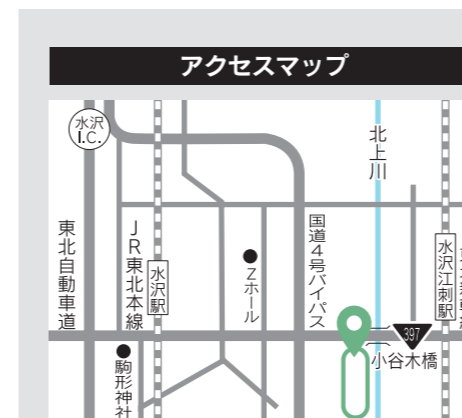 アクセスマップ
水沢
I.C.
北上川
東北自動車道
JR東北本線
水沢駅
Zホール
国道4号バイパス
水沢江刺駅
397
小谷木橋
駒形神社